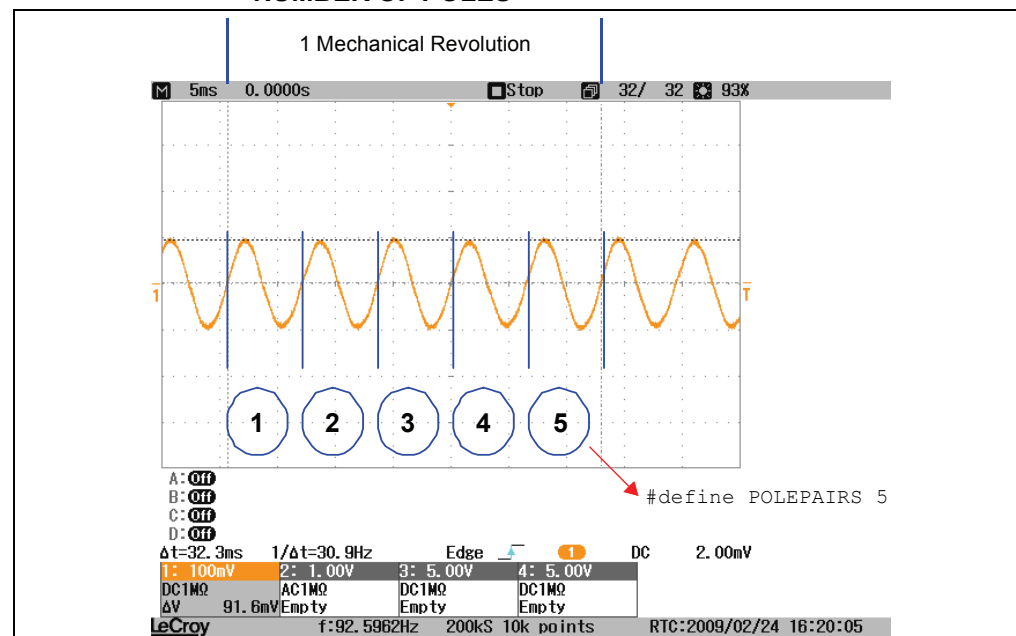 1 Mechanical Revolution
M 5ms 0.0000s Stop 32/ 32 93%
1 T
1 2 3 4 5
#define POLEPAIRS 5
A:Off
B:Off
C:Off
D:Off
Δt=32.3ms 1/Δt=30.9Hz Edge 1 DC 2.00mV
1: 100mV 2: 1.00V 3: 5.00V 4: 5.00V
DC1MΩ AC1MΩ DC1MΩ DC1MΩ
ΔV 91.6mV Empty Empty Empty
LeCroy f:92.5962Hz 200kS 10k points RTC:2009/02/24 16:20:05